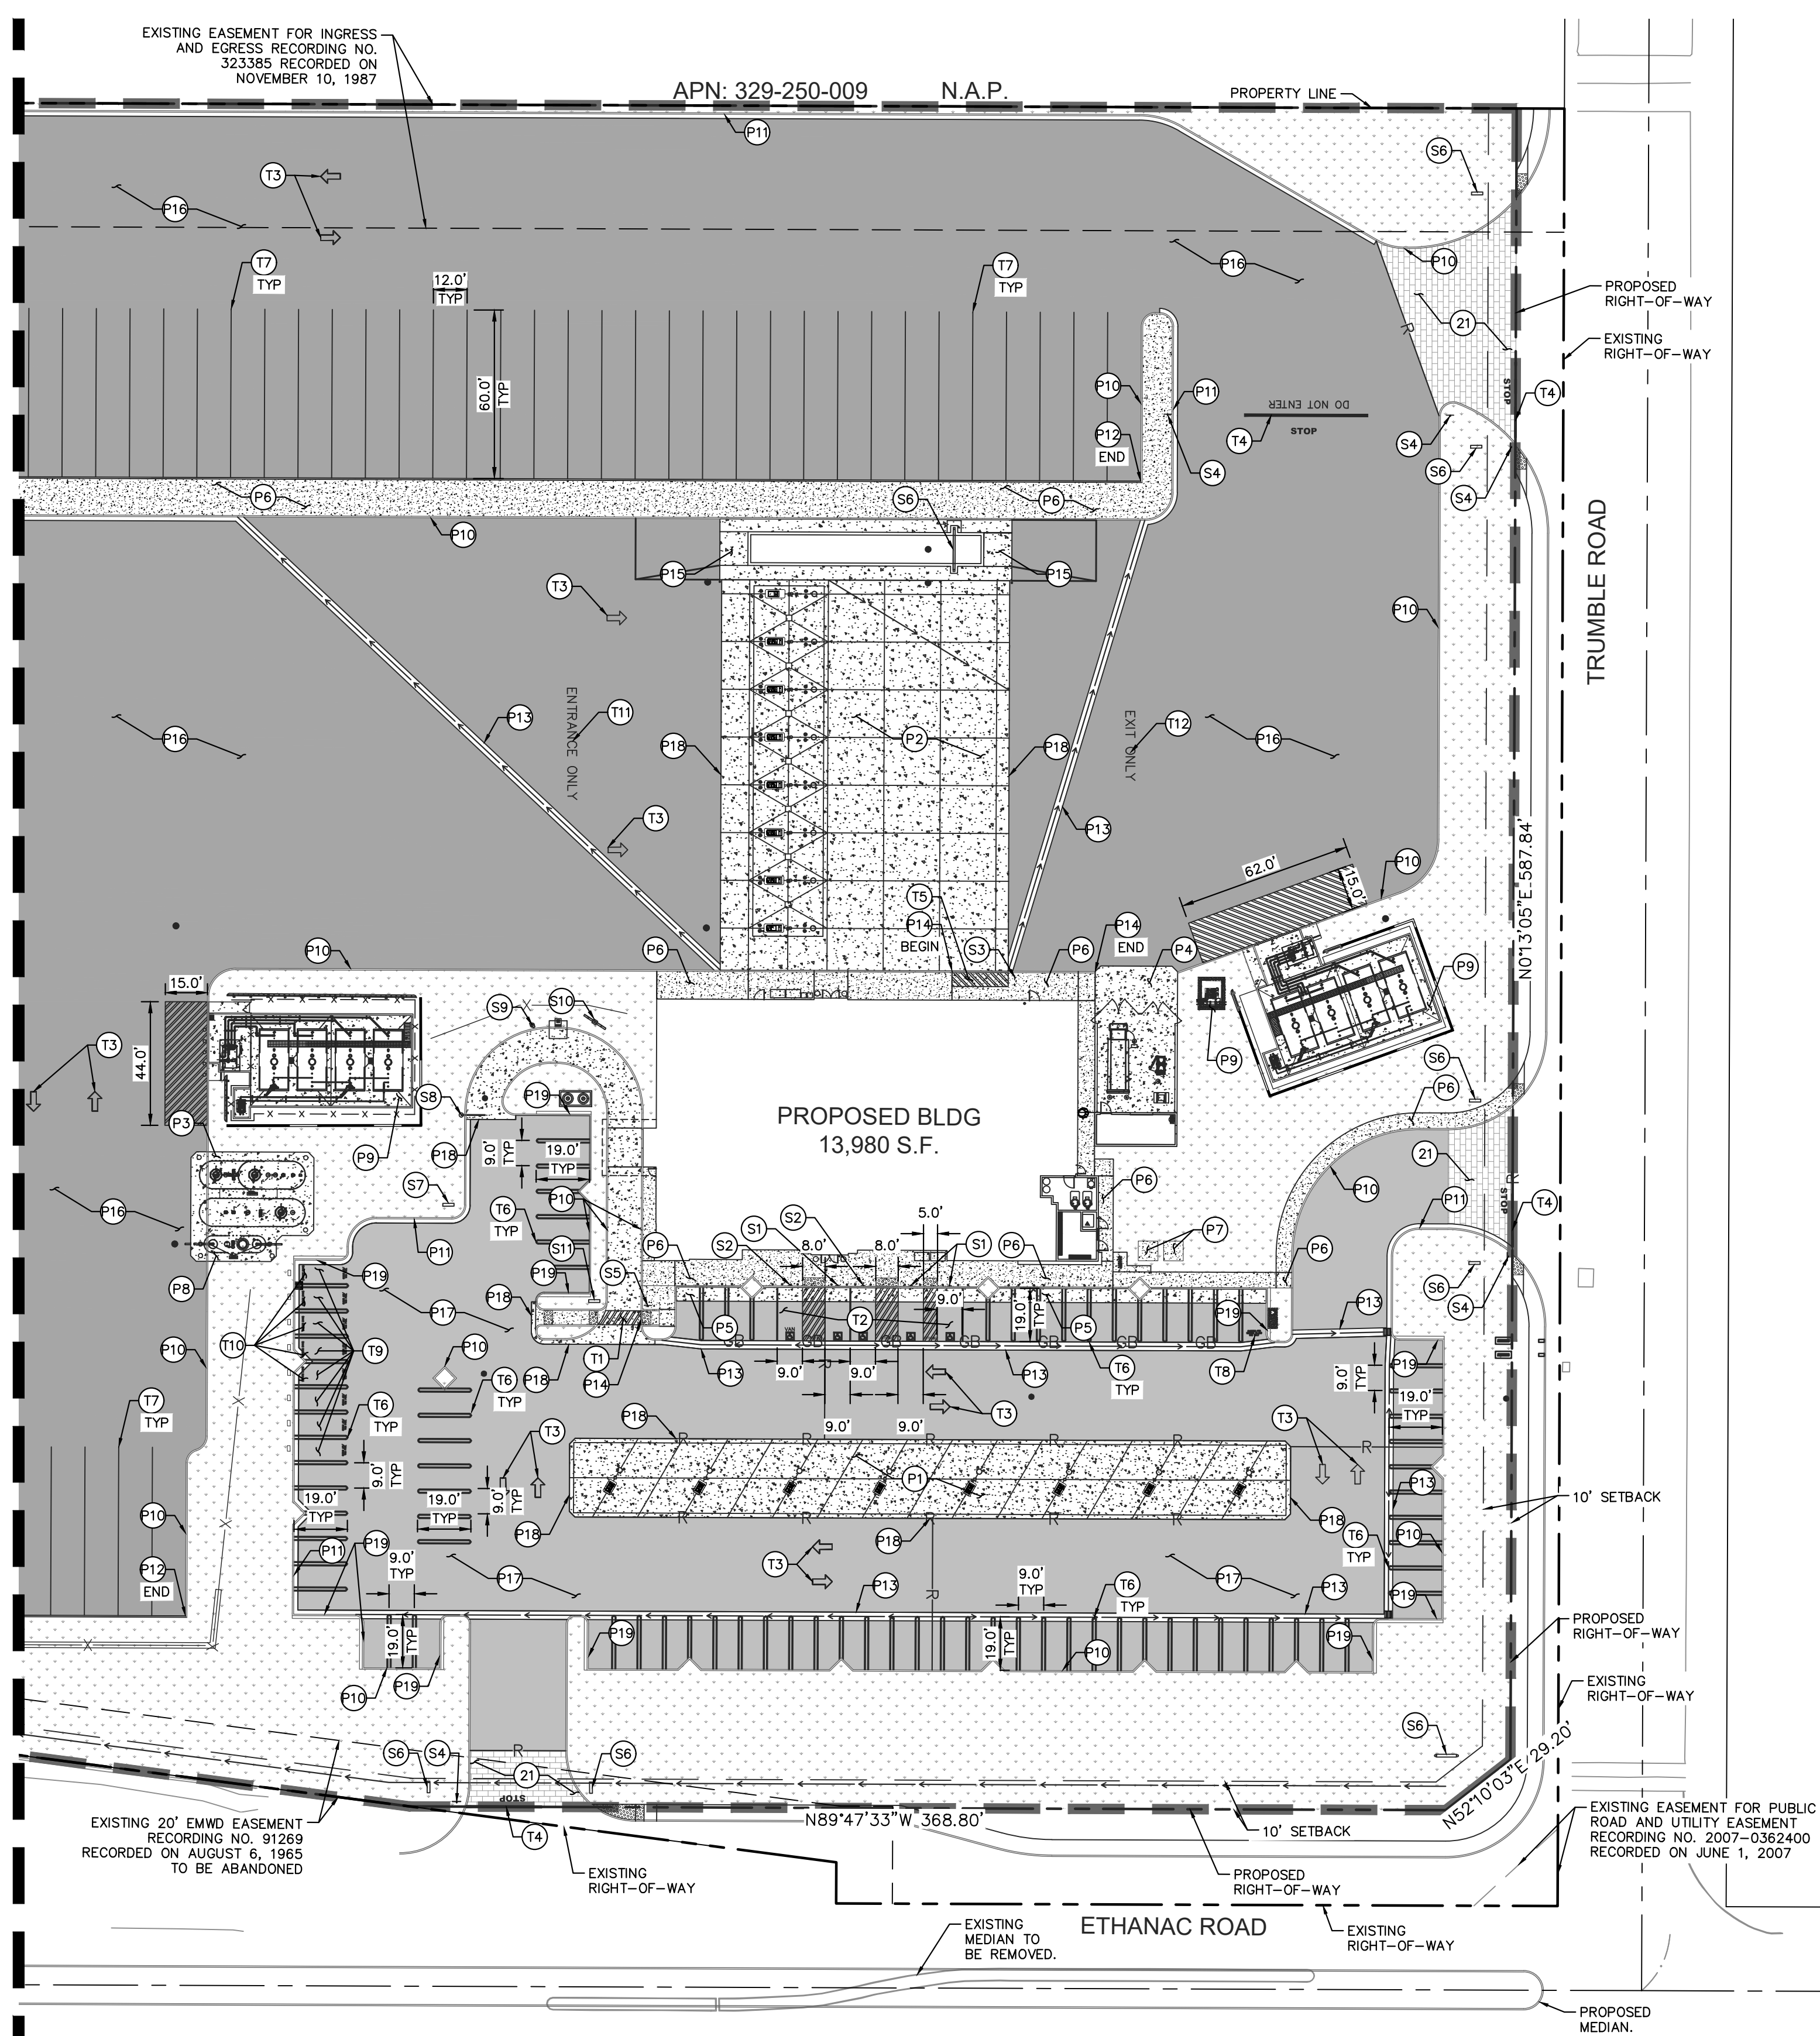 EXISTING EASEMENT FOR INGRESS
AND EGRESS RECORDING NO.
323385 RECORDED ON
NOVEMBER 10, 1987
APN: 329-250-009
N.A.P.
PROPERTY LINE
P11
S6
T3
P16
T7
TYP
12.0'
TYP
T7
TYP
P16
P10
PROPOSED
RIGHT-OF-WAY
21
EXISTING
RIGHT-OF-WAY
R
60.0'
TYP
P10
P11
STOP
T4
DO NOT ENTER
STOP
T4
P12
END
S4
S4
S6
S4
P6
S6
P6
P10
TRUMBLE ROAD
P15
P15
T3
P10
P13
ENTRANCE ONLY
T11
P16
P18
P2
P18
EXIT ONLY
T12
P16
T3
P13
N0°13'05"E 587.84'
62.0'
15.0'
P10
T5
P14
BEGIN
S3
P6
P14
END
P4
P10
P6
P9
15.0'
44.0'
S9
S10
X
T3
P9
S6
P3
S8
P19
P6
PROPOSED BLDG
13,980 S.F.
P9
P18
9.0'
TYP
19.0'
TYP
21
P10
P10
S7
P16
T6
TYP
S1
S2
5.0'
P6
P11
R
STOP
T4
P7
P11
S2
8.0'
8.0'
S1
P6
P6
P6
P19
S11
P19
S5
P8
P17
P18
9.0'
19.0'
TYP
P19
P13
S6
S4
T10
T9
P10
T2
P5
P5
VAN
GB
GB
GB
GB
GB
GB
P10
T1
P14
P18
P13
9.0'
R
9.0'
P13
T6
TYP
T8
P19
9.0'
TYP
19.0'
TYP
T6
TYP
T7
TYP
T6
TYP
T3
9.0'
9.0'
T3
T3
P18
R
R
R
R
R
R
9.0'
TYP
9.0'
TYP
P1
P13
10' SETBACK
19.0'
TYP
19.0'
TYP
P10
P18
R
R
R
R
R
P18
P18
T6
TYP
P10
P12
END
P11
P19
9.0'
TYP
P17
T3
P13
9.0'
TYP
T6
TYP
P17
P13
P19
R
PROPOSED
RIGHT-OF-WAY
19.0'
TYP
P19
19.0'
TYP
P10
P19
X
X
X
X
P10
P19
EXISTING
RIGHT-OF-WAY
S6
S4
R
21
S6
S6
STOP
T4
N89°47'33"W 368.80'
N52°10'03"E 29.20'
10' SETBACK
EXISTING 20' EMWD EASEMENT
RECORDING NO. 91269
RECORDED ON AUGUST 6, 1965
TO BE ABANDONED
EXISTING
RIGHT-OF-WAY
PROPOSED
RIGHT-OF-WAY
EXISTING EASEMENT FOR PUBLIC
ROAD AND UTILITY EASEMENT
RECORDING NO. 2007-0362400
RECORDED ON JUNE 1, 2007
EXISTING
MEDIAN TO
BE REMOVED.
ETHANAC ROAD
EXISTING
RIGHT-OF-WAY
PROPOSED
MEDIAN.